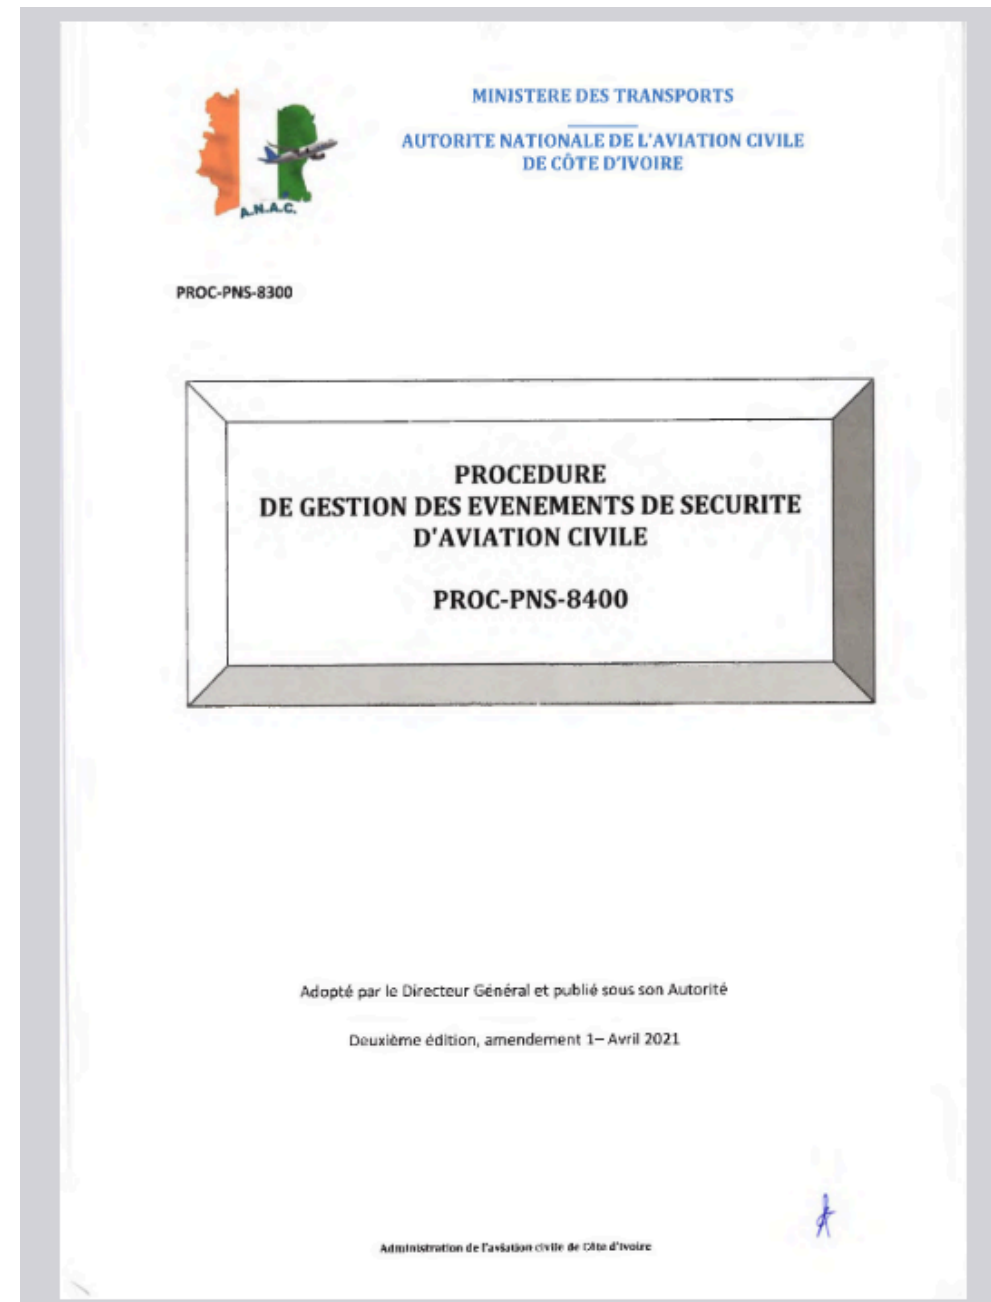 MINISTERE DES TRANSPORTS
AUTORITE NATIONALE DE L'AVIATION CIVILE
DE CÔTE D'IVOIRE
A.N.A.C.
PROC-PNS-8300
PROCEDURE
DE GESTION DES EVENEMENTS DE SECURITE
D'AVIATION CIVILE
PROC-PNS-8400
Adopté par le Directeur Général et publié sous son Autorité
Deuxième édition, amendement 1– Avril 2021
Administration de l'aviation civile de Côte d'Ivoire